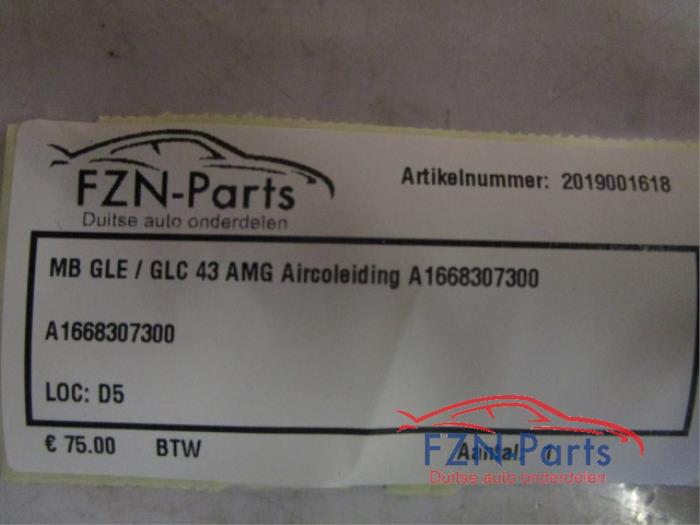 FZN-Parts
Duitse auto onderdelen
Artikelnummer: 2019001618
MB GLE / GLC 43 AMG Aircoleiding A1668307300
A1668307300
LOC: D5
€ 75.00 BTW Aantal:
FZN-Parts
Duitse auto onderdelen